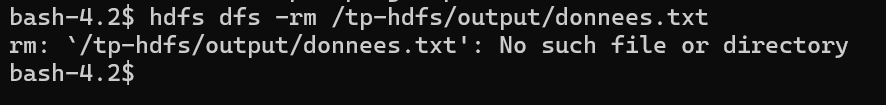 bash-4.2$ hdfs dfs -rm /tp-hdfs/output/donnees.txt
rm: `/tp-hdfs/output/donnees.txt': No such file or directory
bash-4.2$